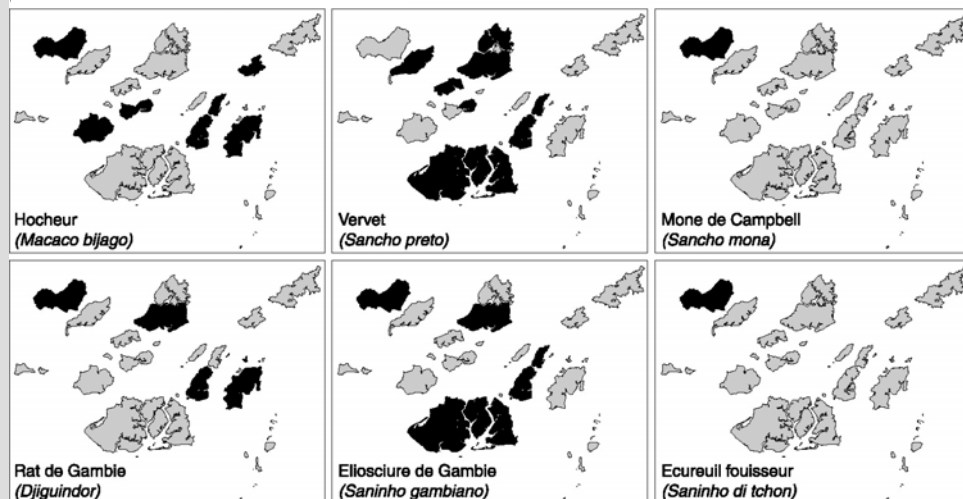 Hocheur
(Macaco bijago)
Vervet
(Sancho preto)
Mone de Campbell
(Sancho mona)
Rat de Gambie
(Djiguindor)
Eliosciure de Gambie
(Saninho gambiano)
Ecureuil fouisseur
(Saninho di tchon)